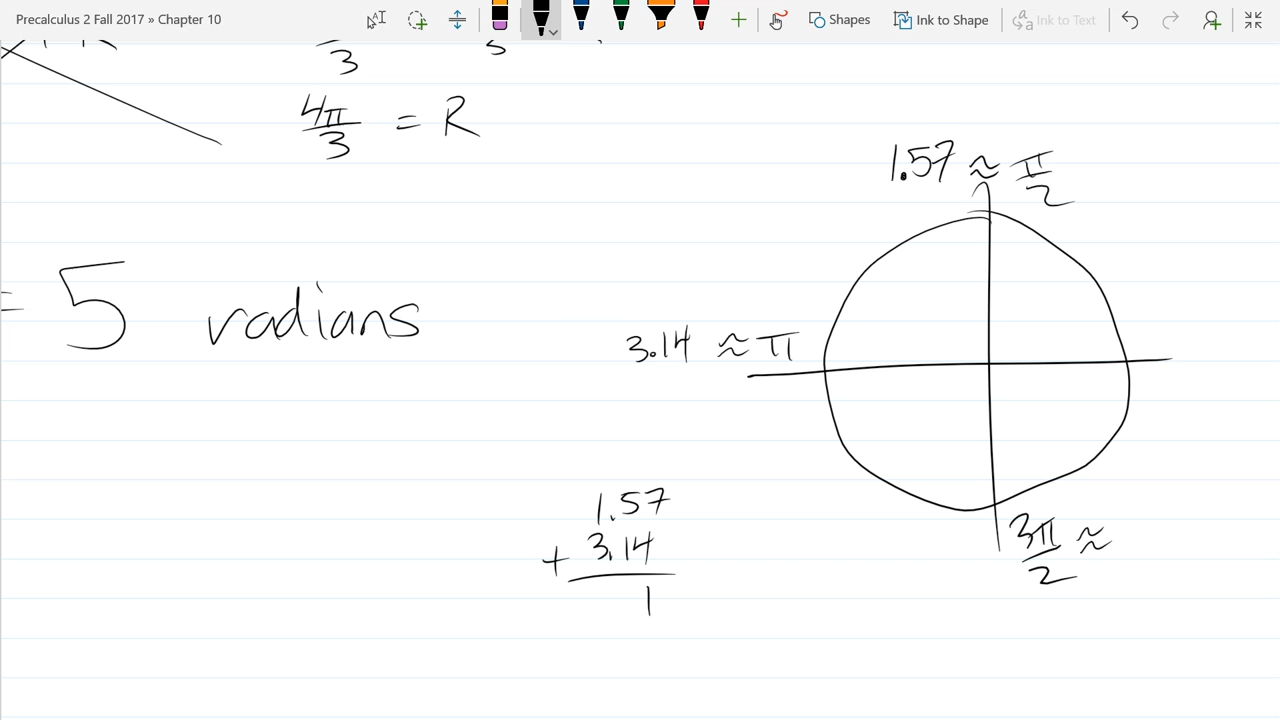 Precalculus 2 Fall 2017 » Chapter 10
Shapes
Ink to Shape
Ink to Text
3
4π/3 = R
= 5 radians
1.57 ≈ π/2
3.14 ≈ π
3π/2 ≈
1.57
+ 3.14
1